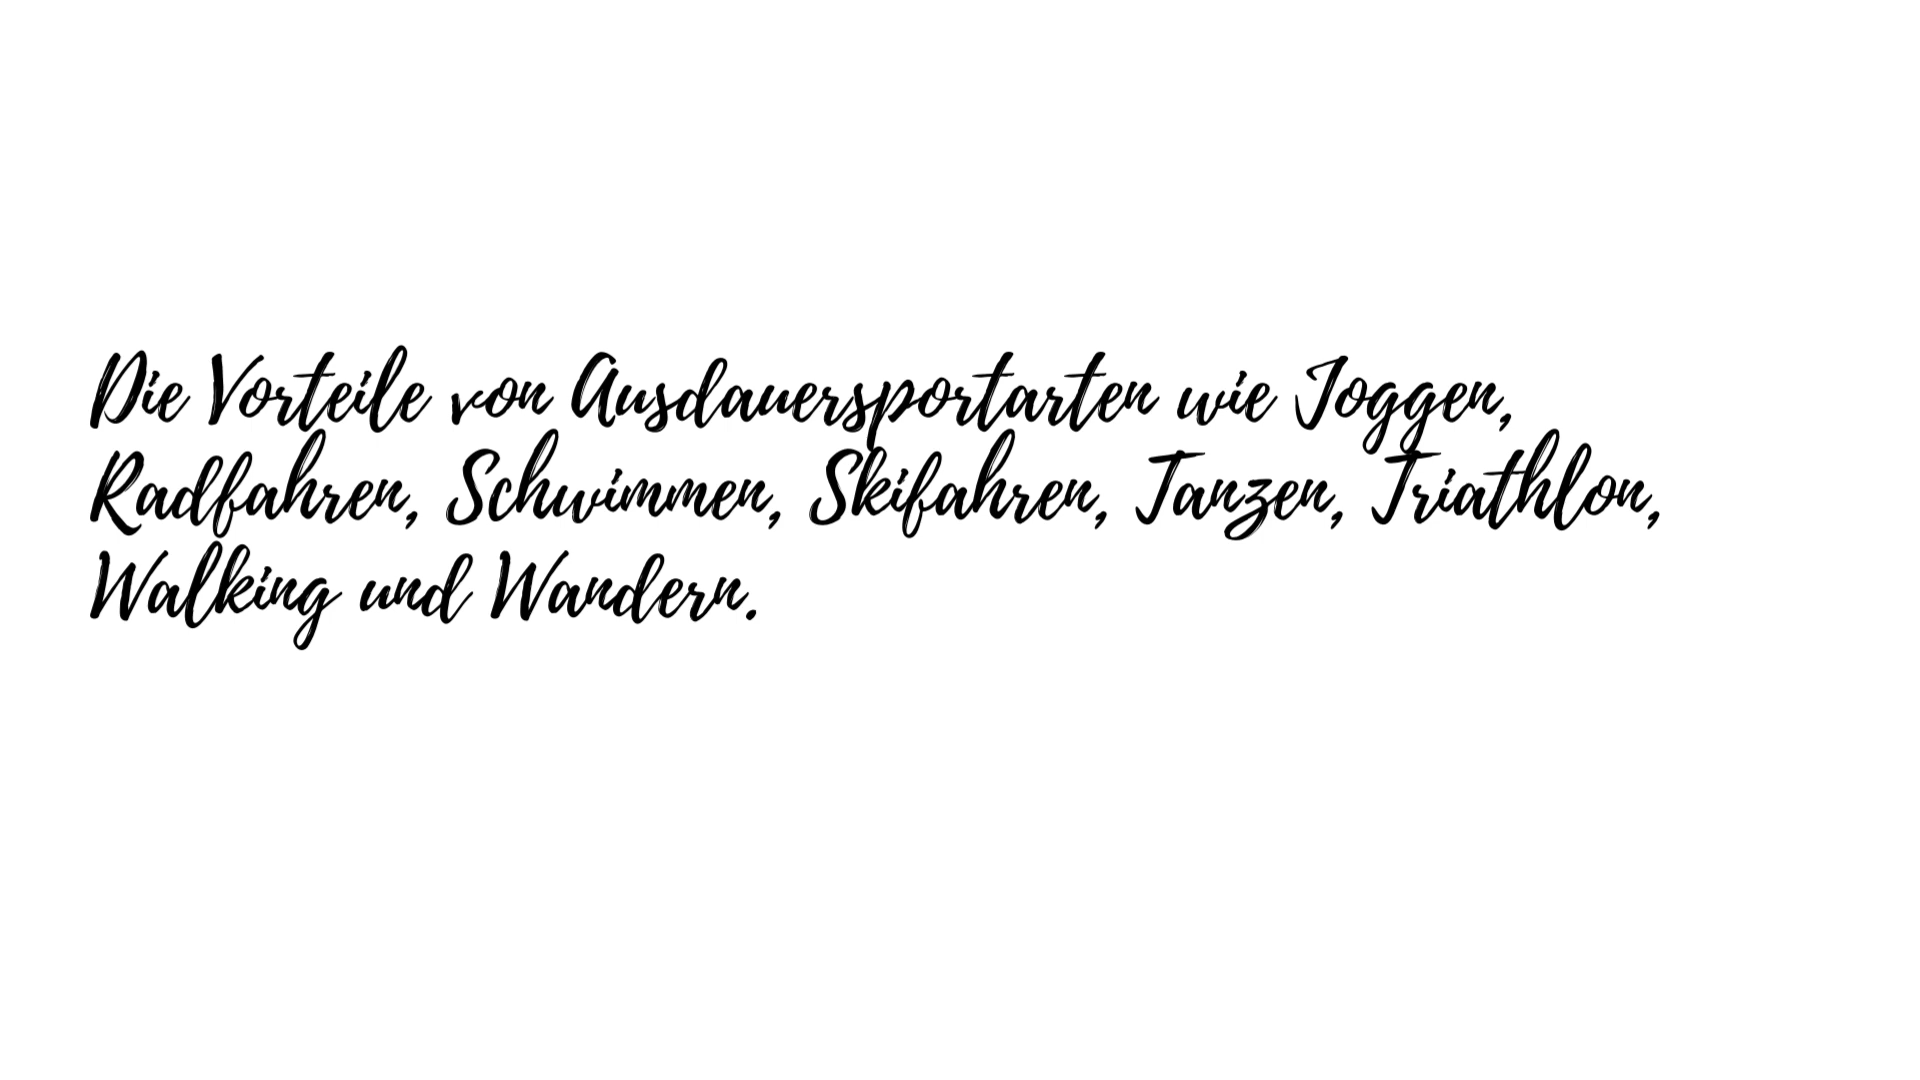 Die Vorteile von Ausdauersportarten wie Joggen,
Radfahren, Schwimmen, Skifahren, Tanzen, Triathlon,
Walking und Wandern.